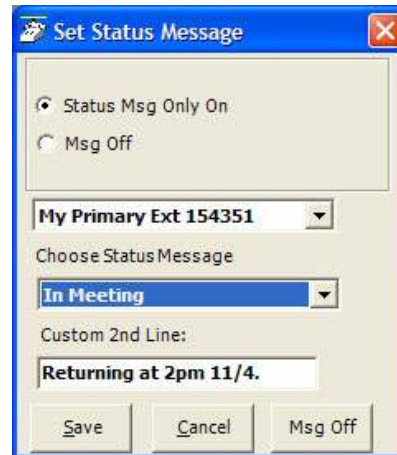 Set Status Message
Status Msg Only On
Msg Off
My Primary Ext 154351
Choose Status Message
In Meeting
Custom 2nd Line:
Returning at 2pm 11/4.
Save Cancel Msg Off